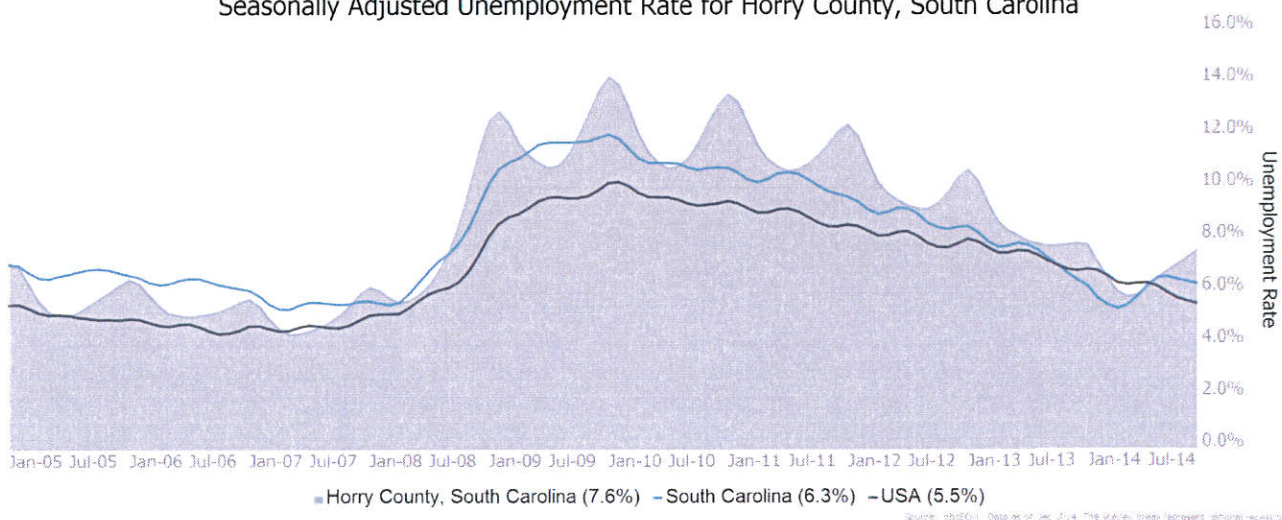 Seasonally Adjusted Unemployment Rate for Horry County, South Carolina
16.0%
14.0%
12.0%
10.0%
8.0%
6.0%
4.0%
2.0%
0.0%
Unemployment Rate
Jan-05 Jul-05 Jan-06 Jul-06 Jan-07 Jul-07 Jan-08 Jul-08 Jan-09 Jul-09 Jan-10 Jul-10 Jan-11 Jul-11 Jan-12 Jul-12 Jan-13 Jul-13 Jan-14 Jul-14
Horry County, South Carolina (7.6%) South Carolina (6.3%) USA (5.5%)